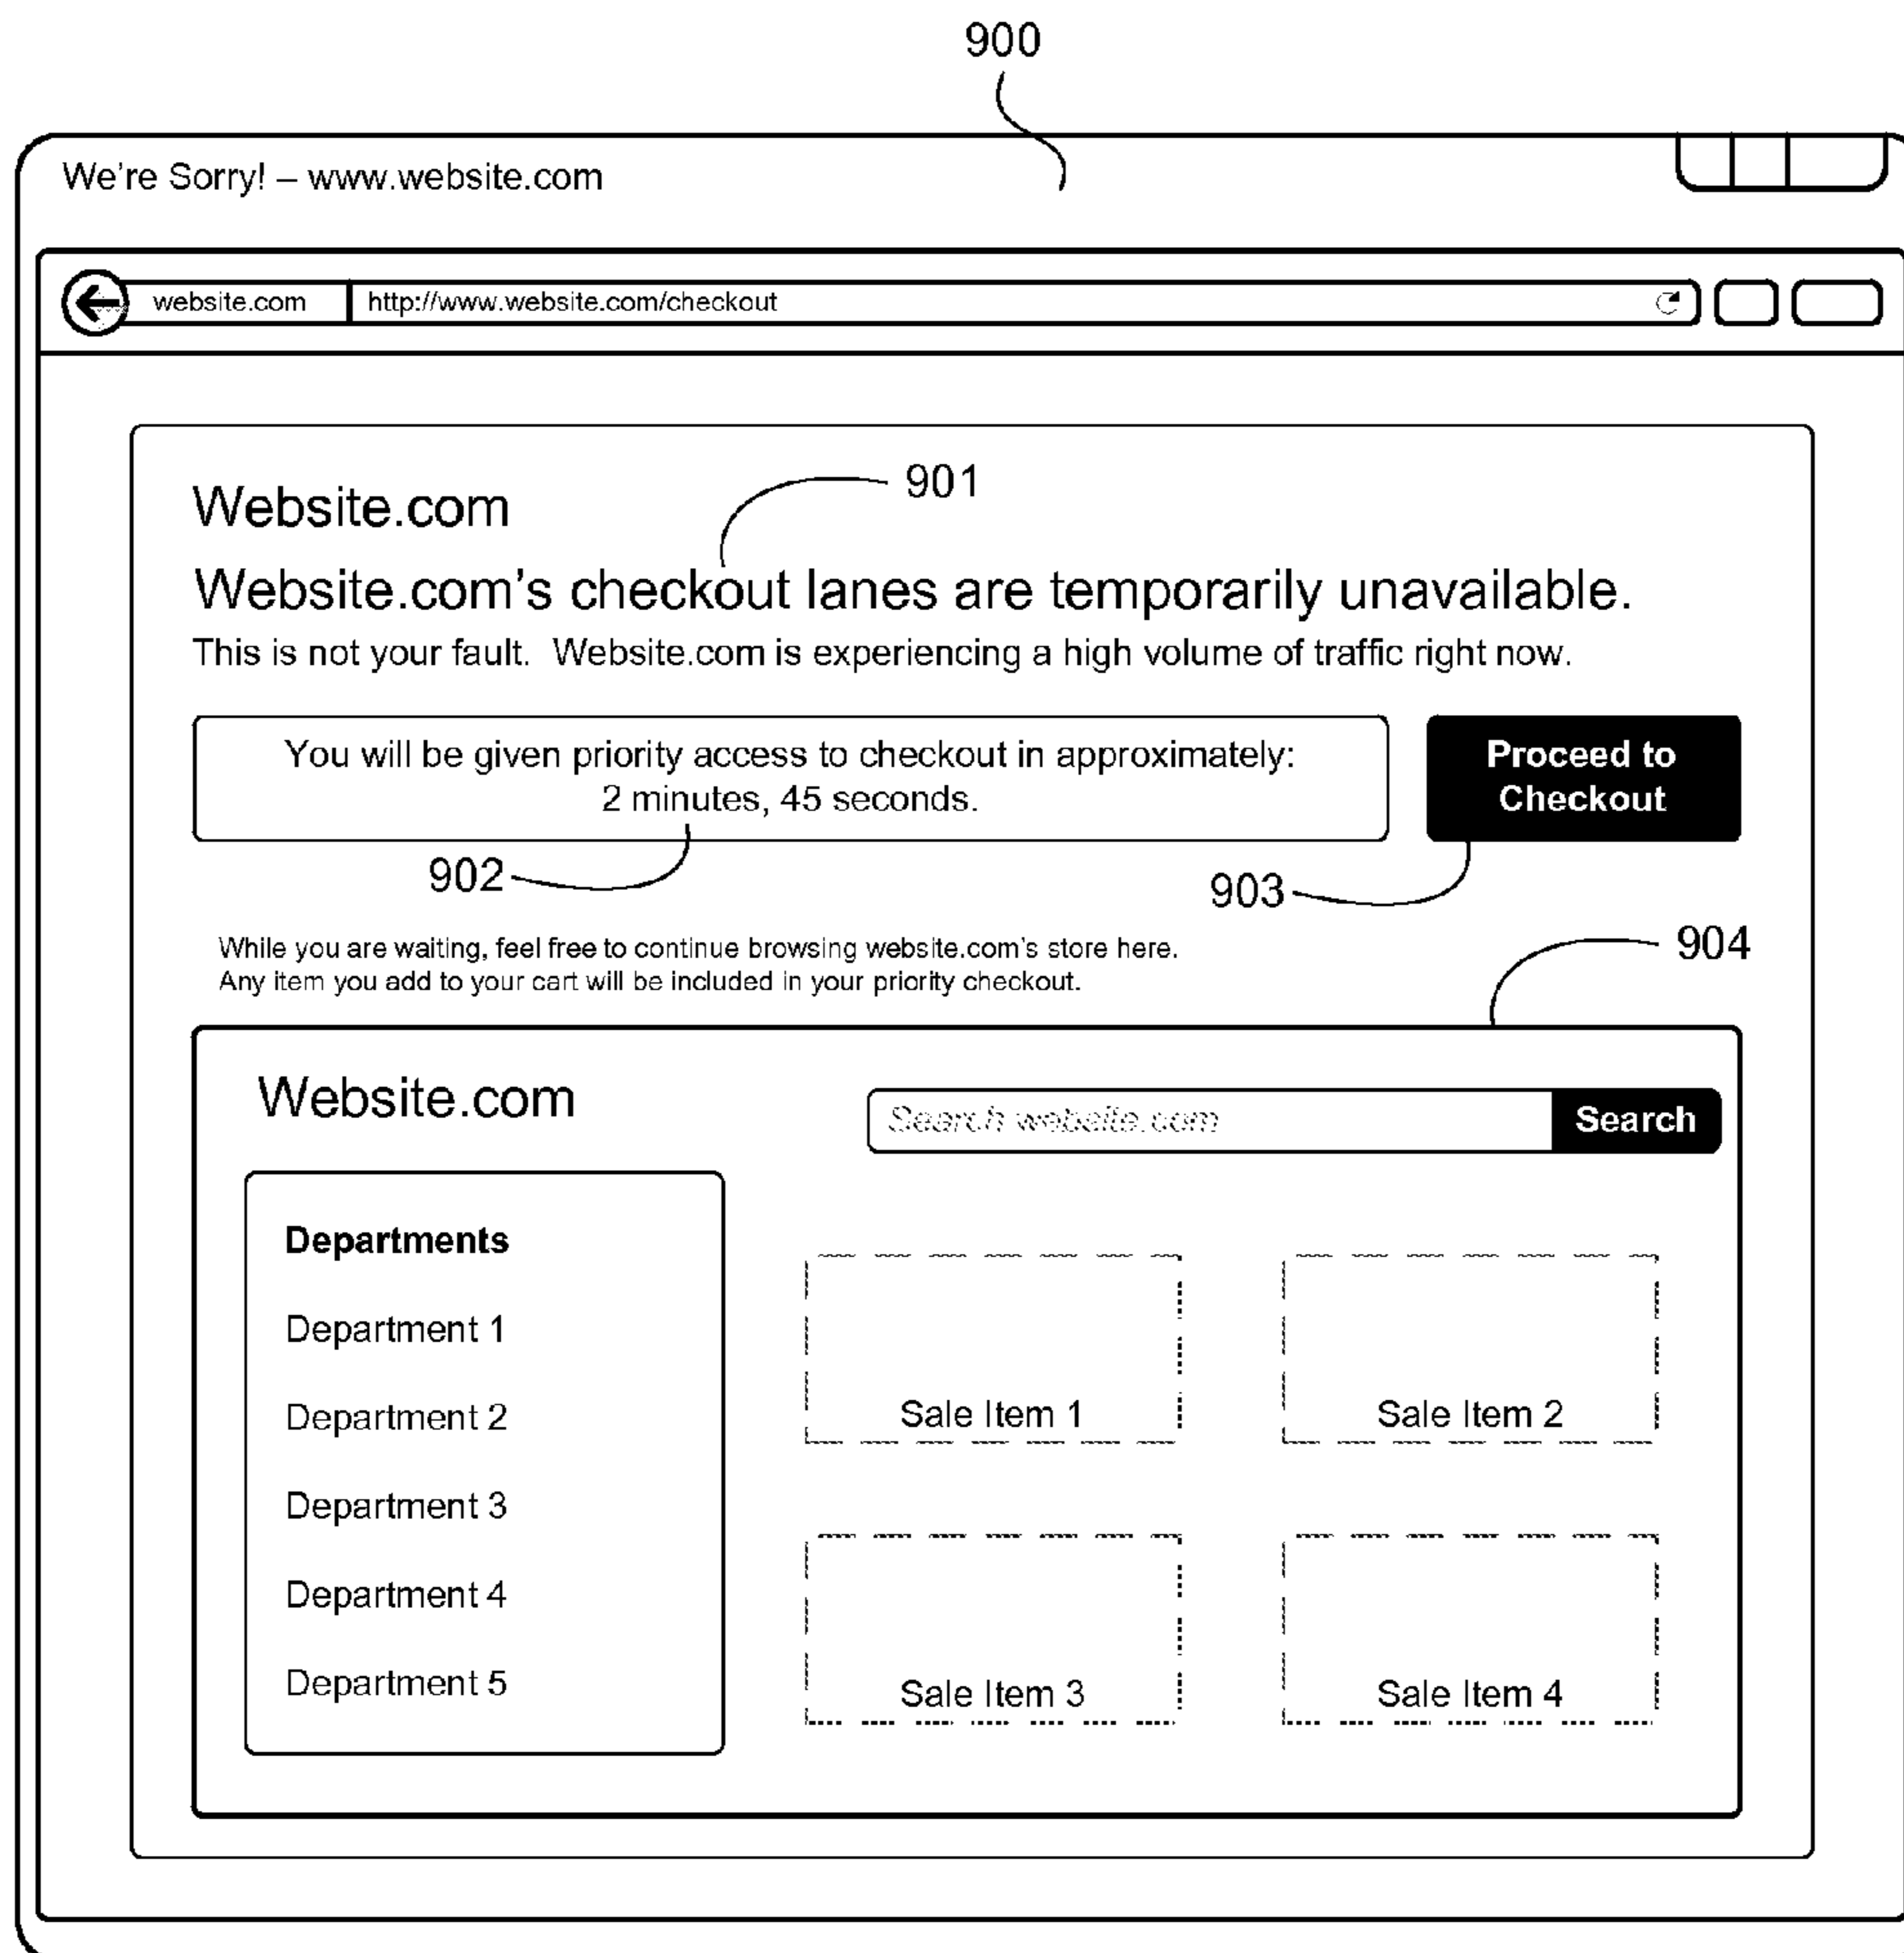 900
We're Sorry! – www.website.com
website.com
http://www.website.com/checkout
901
Website.com
Website.com's checkout lanes are temporarily unavailable.
This is not your fault. Website.com is experiencing a high volume of traffic right now.
You will be given priority access to checkout in approximately:
2 minutes, 45 seconds.
Proceed to
Checkout
902
903
While you are waiting, feel free to continue browsing website.com's store here.
Any item you add to your cart will be included in your priority checkout.
904
Website.com
Search website.com
Search
Departments
Department 1
Department 2
Department 3
Department 4
Department 5
Sale Item 1
Sale Item 2
Sale Item 3
Sale Item 4